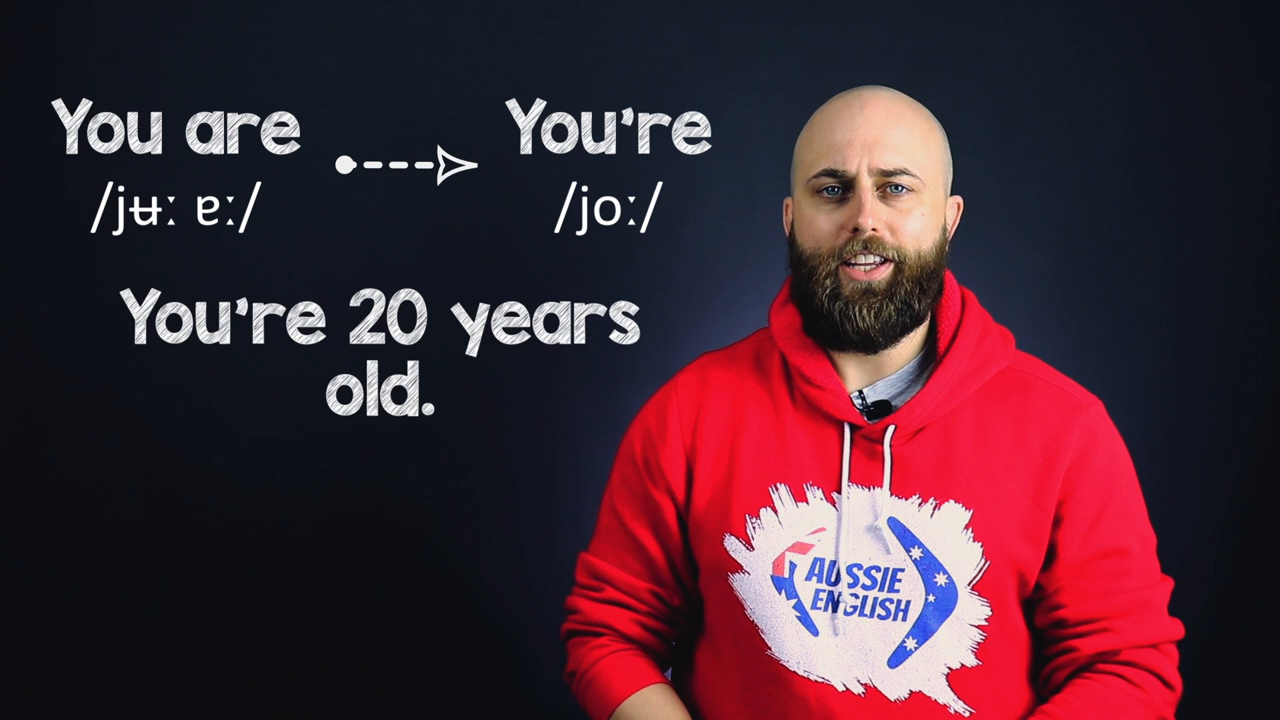 You are
You're
/jʉː ɐː/
/joː/
You're 20 years
old.
AUSSIE
ENGLISH